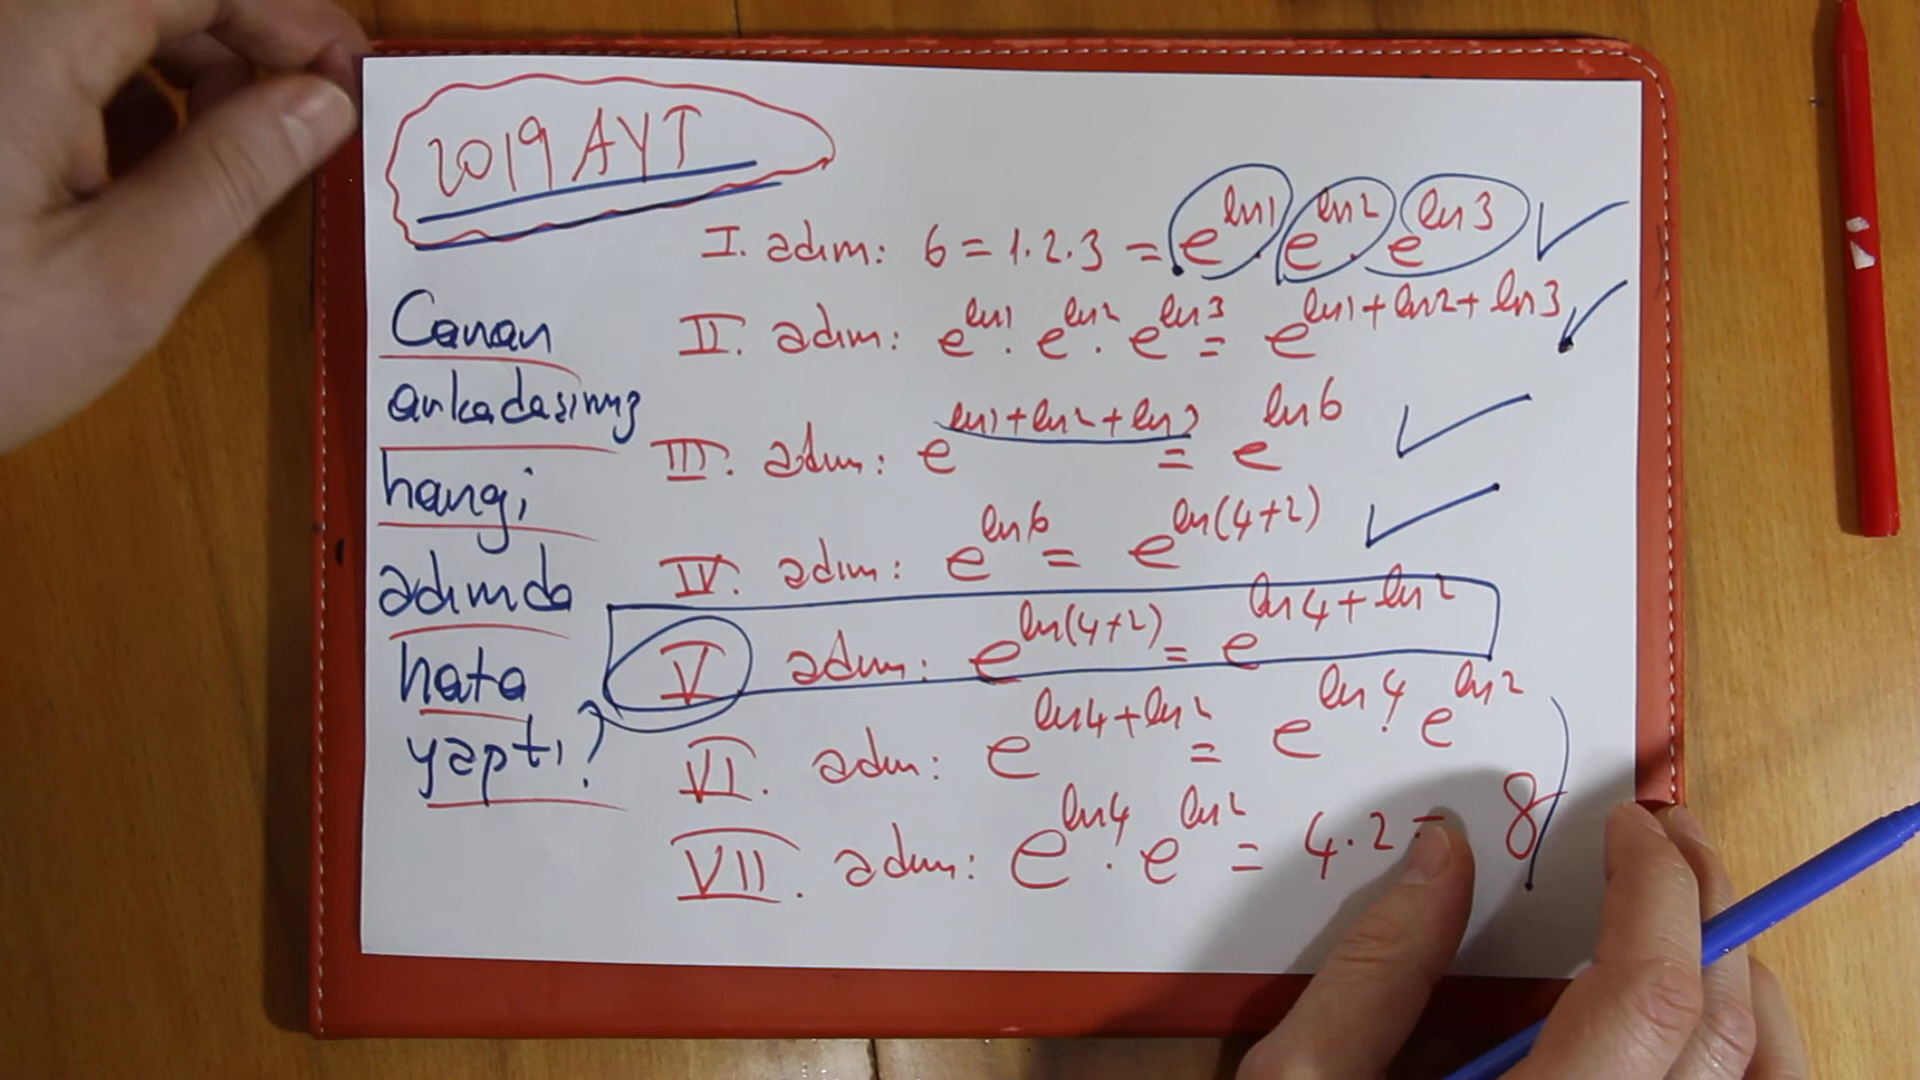 2019 AYT
I. adım: 6 = 1.2.3 = e^ln1 . e^ln2 . e^ln3
II. adım: e^ln1 . e^ln2 . e^ln3 = e^ln1+ln2+ln3
III. adım: e^ln1+ln2+ln3 = e^ln6
IV. adım: e^ln6 = e^ln(4+2)
V adım: e^ln(4+2) = e^ln4+ln2
VI. adım: e^ln4+ln2 = e^ln4 . e^ln2
VII. adım: e^ln4 . e^ln2 = 4.2 = 8
Canan
arkadaşımız
hangi
adımda
hata
yaptı?